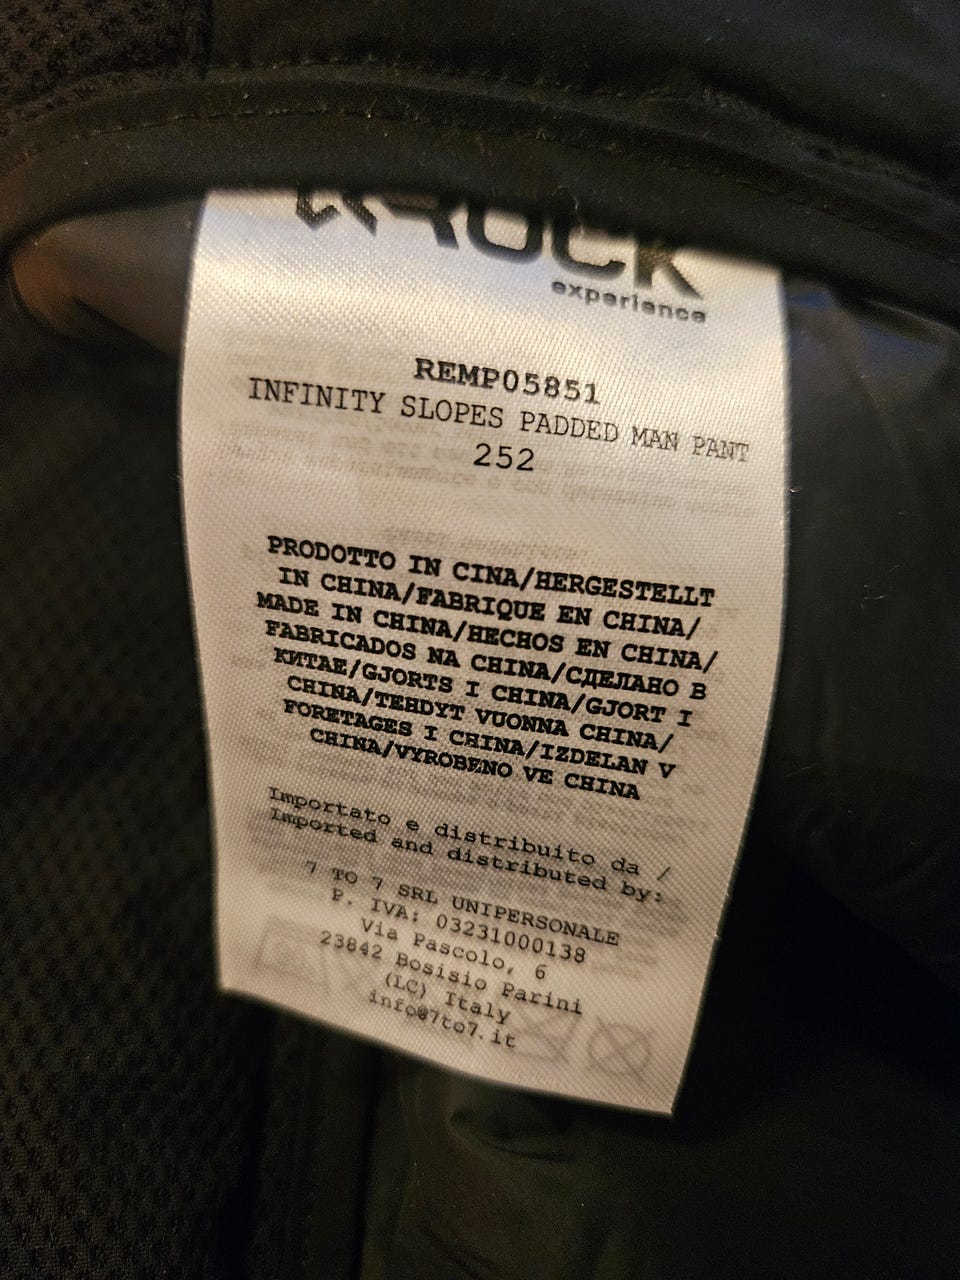 ROCK
experience
REMP05851
INFINITY SLOPES PADDED MAN PANT
252
PRODOTTO IN CINA/HERGESTELLT
IN CHINA/FABRIQUE EN CHINA/
MADE IN CHINA/HECHOS EN CHINA/
FABRICADOS NA CHINA/СДЕЛАНО В
КИТАЕ/GJORTS I CHINA/GJORT I
CHINA/TEHDYT VUONNA CHINA/
FORETAGES I CHINA/IZDELAN V
CHINA/VYROBENO VE CHINA
Importato e distribuito da /
Imported and distributed by:
7 TO 7 SRL UNIPERSONALE
P. IVA: 03231000138
Via Pascolo, 6
23842 Bosisio Parini
(LC) Italy
info@7to7.it